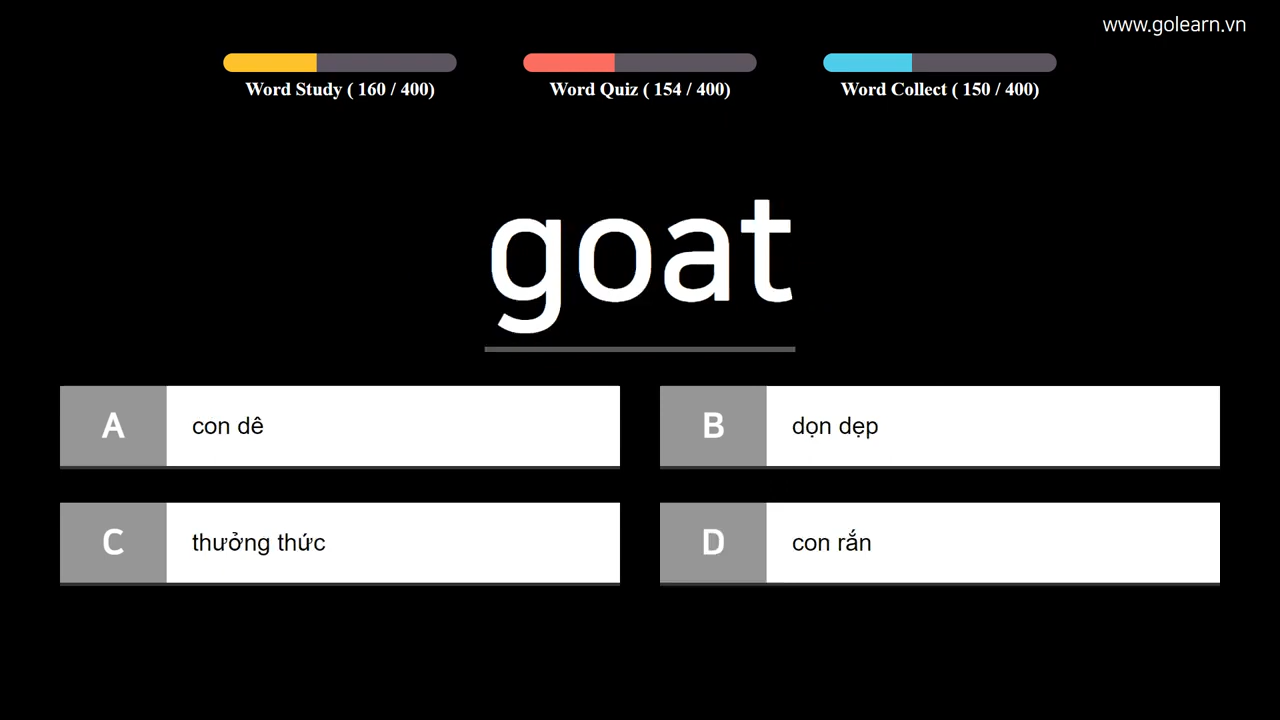 www.golearn.vn
Word Study ( 160 / 400)
Word Quiz ( 154 / 400)
Word Collect ( 150 / 400)
goat
A con dê
B dọn dẹp
C thưởng thức
D con rắn